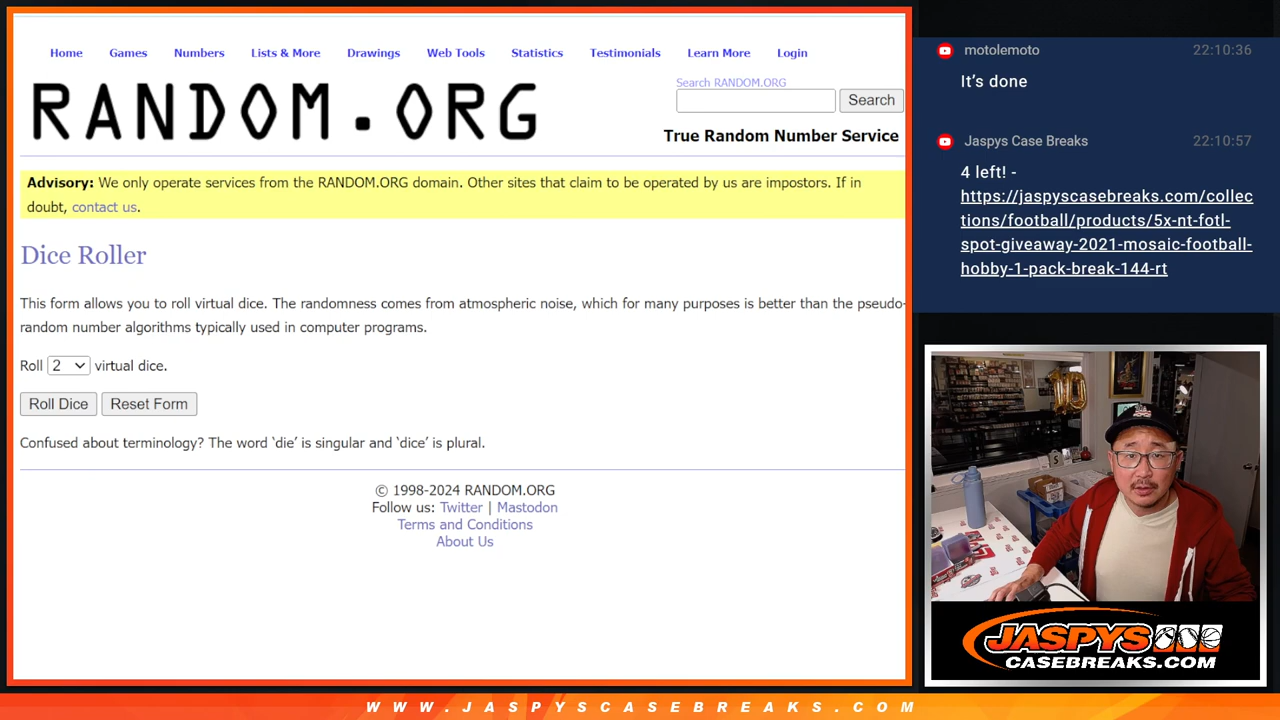 Home Games Numbers Lists & More Drawings Web Tools Statistics Testimonials Learn More Login
RANDOM.ORG
Search RANDOM.ORG
Search
True Random Number Service
Advisory: We only operate services from the RANDOM.ORG domain. Other sites that claim to be operated by us are impostors. If in
doubt, contact us.
Dice Roller
This form allows you to roll virtual dice. The randomness comes from atmospheric noise, which for many purposes is better than the pseudo-
random number algorithms typically used in computer programs.
Roll 2 virtual dice.
Roll Dice Reset Form
Confused about terminology? The word ‘die’ is singular and ‘dice’ is plural.
© 1998-2024 RANDOM.ORG
Follow us: Twitter | Mastodon
Terms and Conditions
About Us
motolemoto 22:10:36
It’s done
Jaspys Case Breaks 22:10:57
4 left! -
https://jaspyscasebreaks.com/collec
tions/football/products/5x-nt-fotl-
spot-giveaway-2021-mosaic-football-
hobby-1-pack-break-144-rt
10
JASPYS
CASEBREAKS.COM
WWW.JASPYSCASEBREAKS.COM